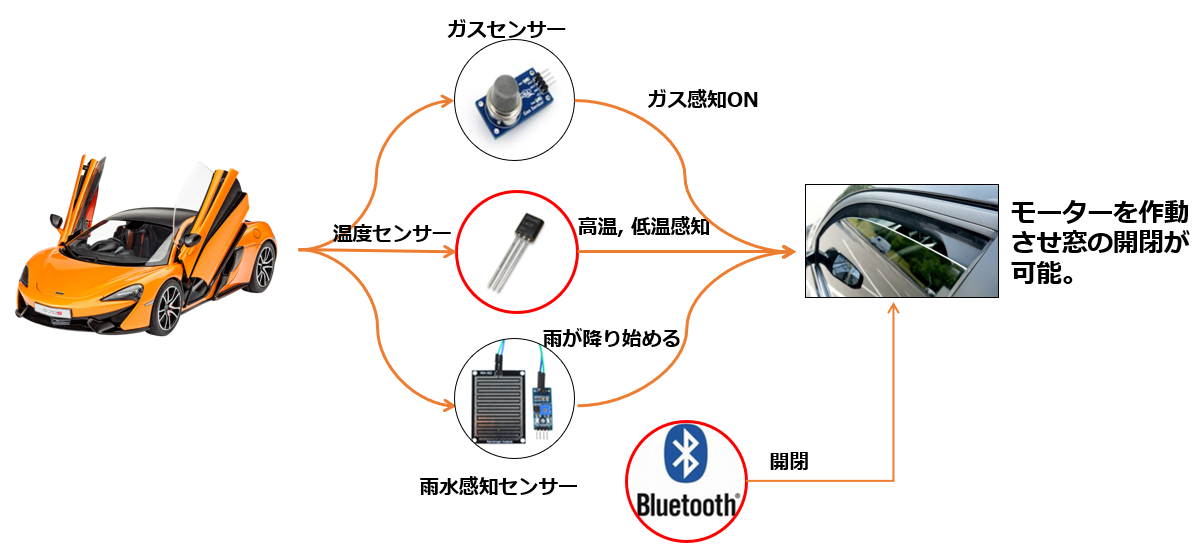 ガスセンサー
ガス感知ON
温度センサー
高温, 低温感知
モーターを作動
させ窓の開閉が
可能。
雨が降り始める
雨水感知センサー
開閉
Bluetooth®